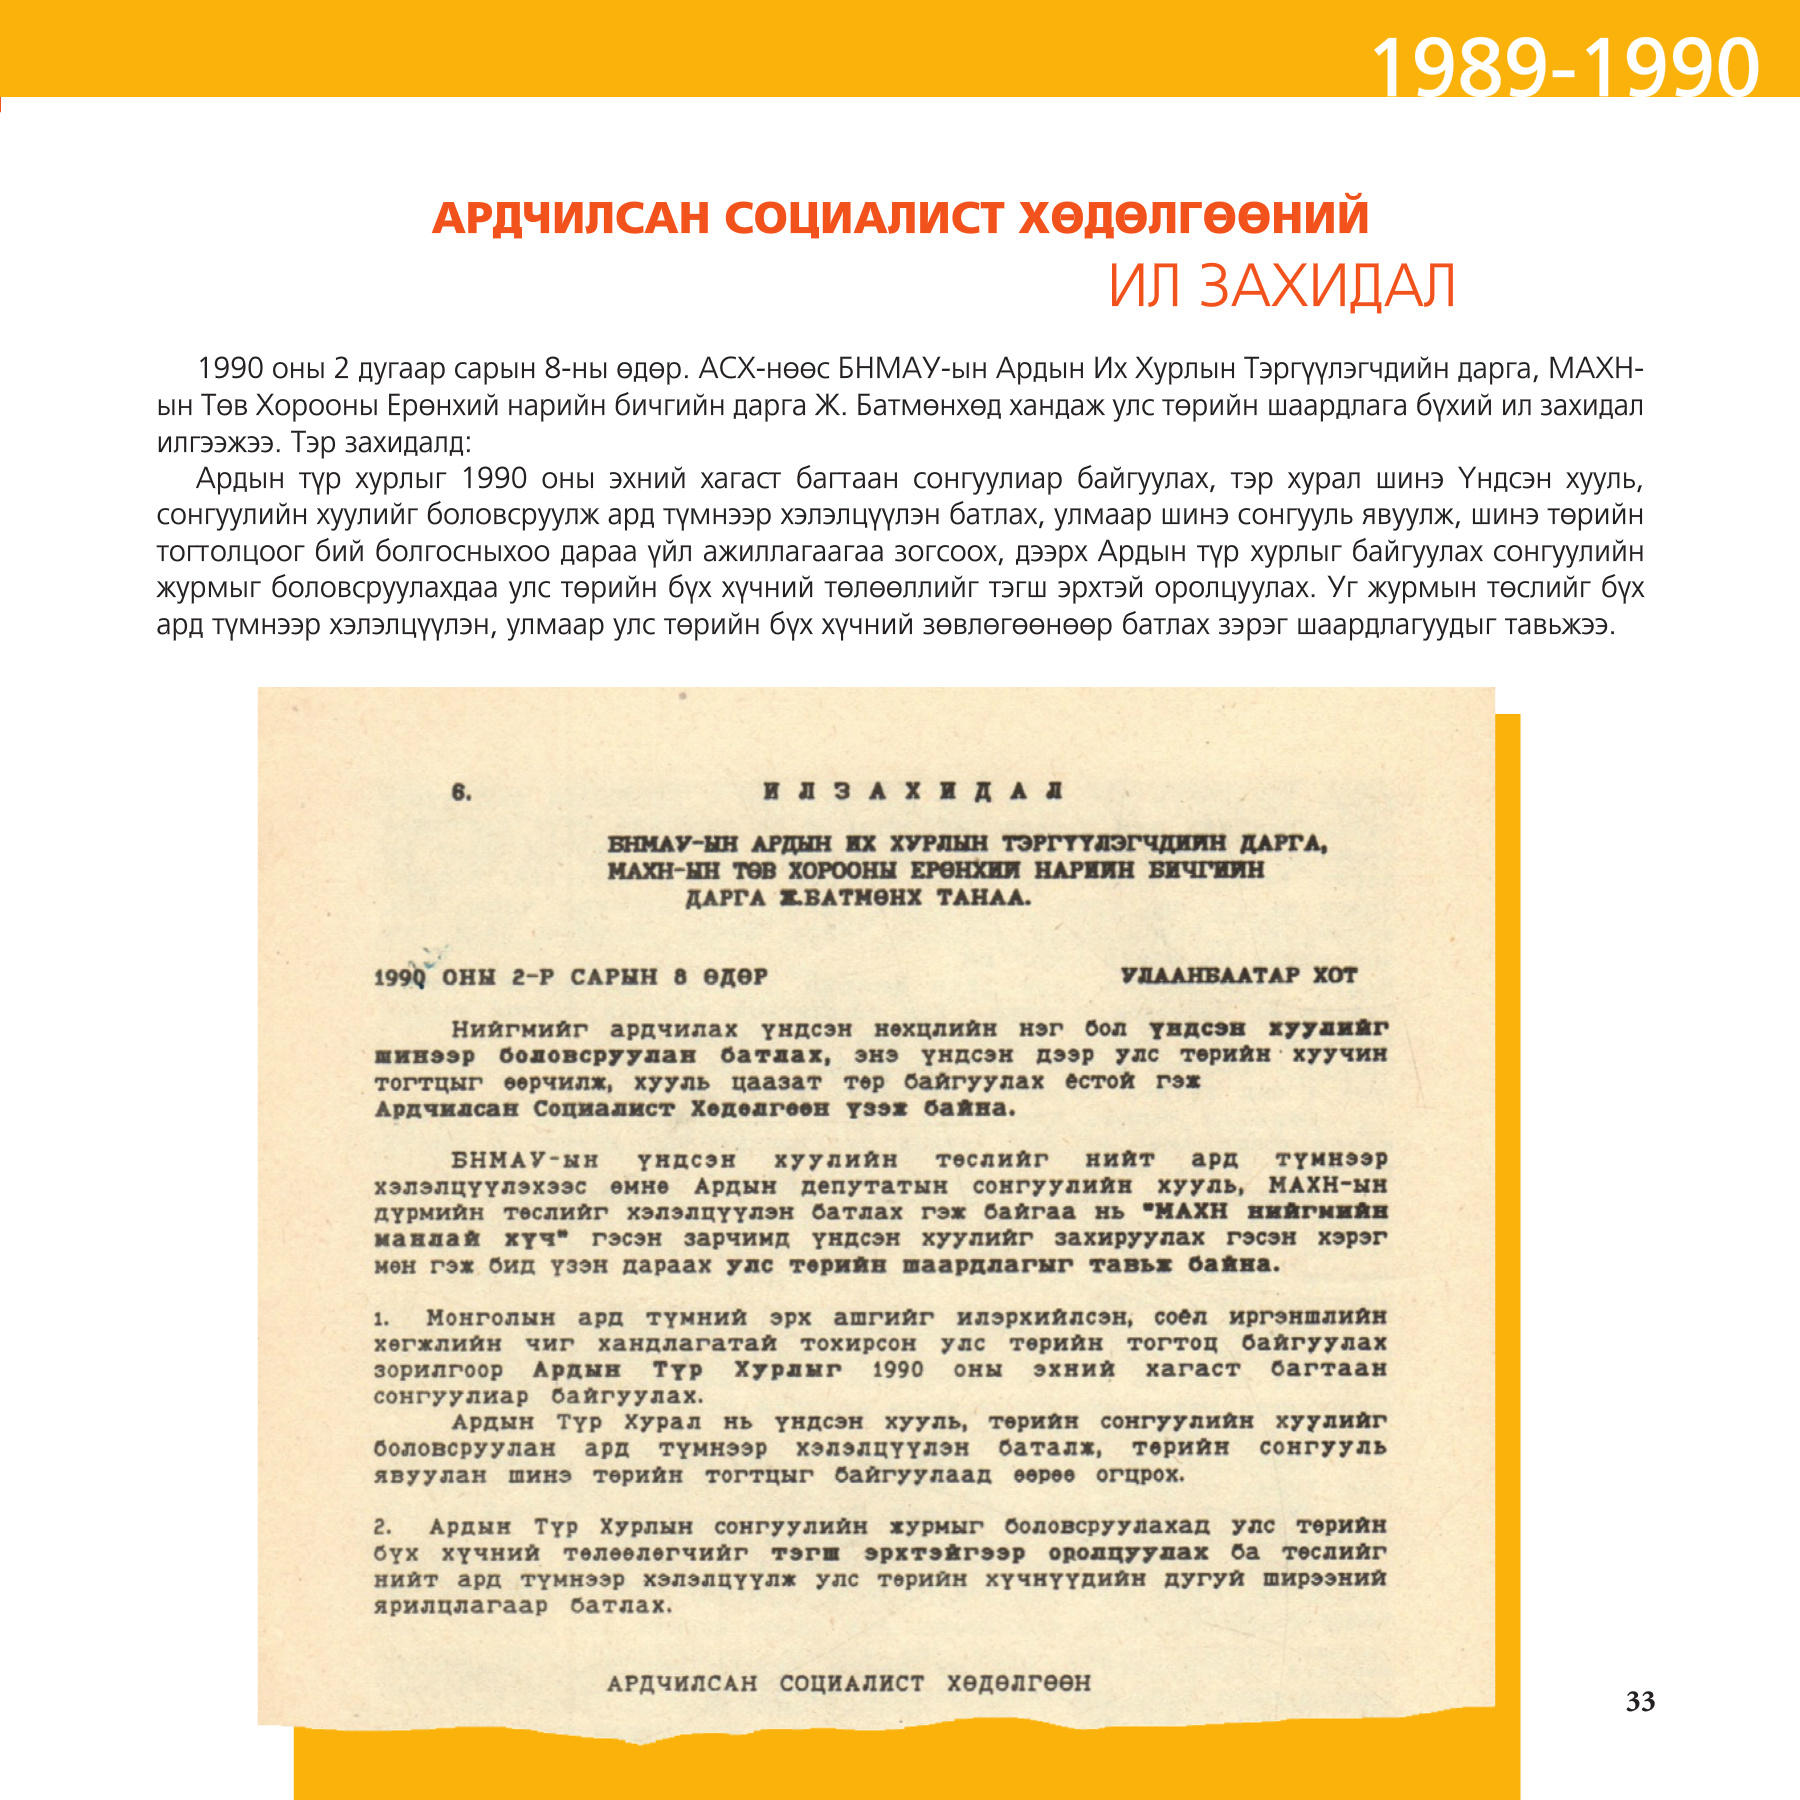 1989-1990
АРДЧИЛСАН СОЦИАЛИСТ ХӨДӨЛГӨӨНИЙ
ИЛ ЗАХИДАЛ
1990 оны 2 дугаар сарын 8-ны өдөр. АСХ-нөөс БНМАУ-ын Ардын Их Хурлын Тэргүүлэгчдийн дарга, МАХН-
ын Төв Хорооны Ерөнхий нарийн бичгийн дарга Ж. Батмөнхөд хандаж улс төрийн шаардлага бүхий ил захидал
илгээжээ. Тэр захидалд:
Ардын түр хурлыг 1990 оны эхний хагаст багтаан сонгуулиар байгуулах, тэр хурал шинэ Үндсэн хууль,
сонгуулийн хуулийг боловсруулж ард түмнээр хэлэлцүүлэн батлах, улмаар шинэ сонгууль явуулж, шинэ төрийн
тогтолцоог бий болгосныхоо дараа үйл ажиллагаагаа зогсоох, дээрх Ардын түр хурлыг байгуулах сонгуулийн
журмыг боловсруулахдаа улс төрийн бүх хүчний төлөөллийг тэгш эрхтэй оролцуулах. Уг журмын төслийг бүх
ард түмнээр хэлэлцүүлэн, улмаар улс төрийн бүх хүчний зөвлөгөөнөөр батлах зэрэг шаардлагуудыг тавьжээ.
6. И Л З А Х И Д А Л
БНМАУ-ЫН АРДЫН ИХ ХУРЛЫН ТЭРГҮҮЛЭГЧДИЙН ДАРГА,
МАХН-ЫН ТӨВ ХОРООНЫ ЕРӨНХИЙ НАРИЙН БИЧГИЙН
ДАРГА Ж.БАТМӨНХ ТАНАА.
1990 ОНЫ 2-Р САРЫН 8 ӨДӨР УЛААНБААТАР ХОТ
Нийгмийг ардчилах үндсэн нөхцлийн нэг бол үндсэн хуулийг
шинээр боловсруулан батлах, энэ үндсэн дээр улс төрийн хуучин
тогтцыг өөрчилж, хууль цаазат төр байгуулах ёстой гэж
Ардчилсан Социалист Хөдөлгөөн үзэж байна.
БНМАУ-ын үндсэн хуулийн төслийг нийт ард түмнээр
хэлэлцүүлэхээс өмнө Ардын депутатын сонгуулийн хууль, МАХН-ын
дүрмийн төслийг хэлэлцүүлэн батлах гэж байгаа нь "МАХН нийгмийн
манлай хүч" гэсэн зарчимд үндсэн хуулийг захируулах гэсэн хэрэг
мөн гэж бид үзэн дараах улс төрийн шаардлагыг тавьж байна.
1. Монголын ард түмний эрх ашгийг илэрхийлсэн, соёл иргэншлийн
хөгжлийн чиг хандлагатай тохирсон улс төрийн тогтоц байгуулах
зорилгоор Ардын Түр Хурлыг 1990 оны эхний хагаст багтаан
сонгуулиар байгуулах.
Ардын Түр Хурал нь үндсэн хууль, төрийн сонгуулийн хуулийг
боловсруулан ард түмнээр хэлэлцүүлэн баталж, төрийн сонгууль
явуулан шинэ төрийн тогтцыг байгуулаад өөрөө огцрох.
2. Ардын Түр Хурлын сонгуулийн журмыг боловсруулахад улс төрийн
бүх хүчний төлөөлөгчийг тэгш эрхтэйгээр оролцуулах ба төслийг
нийт ард түмнээр хэлэлцүүлж улс төрийн хүчнүүдийн дугуй ширээний
ярилцлагаар батлах.
АРДЧИЛСАН СОЦИАЛИСТ ХӨДӨЛГӨӨН
33